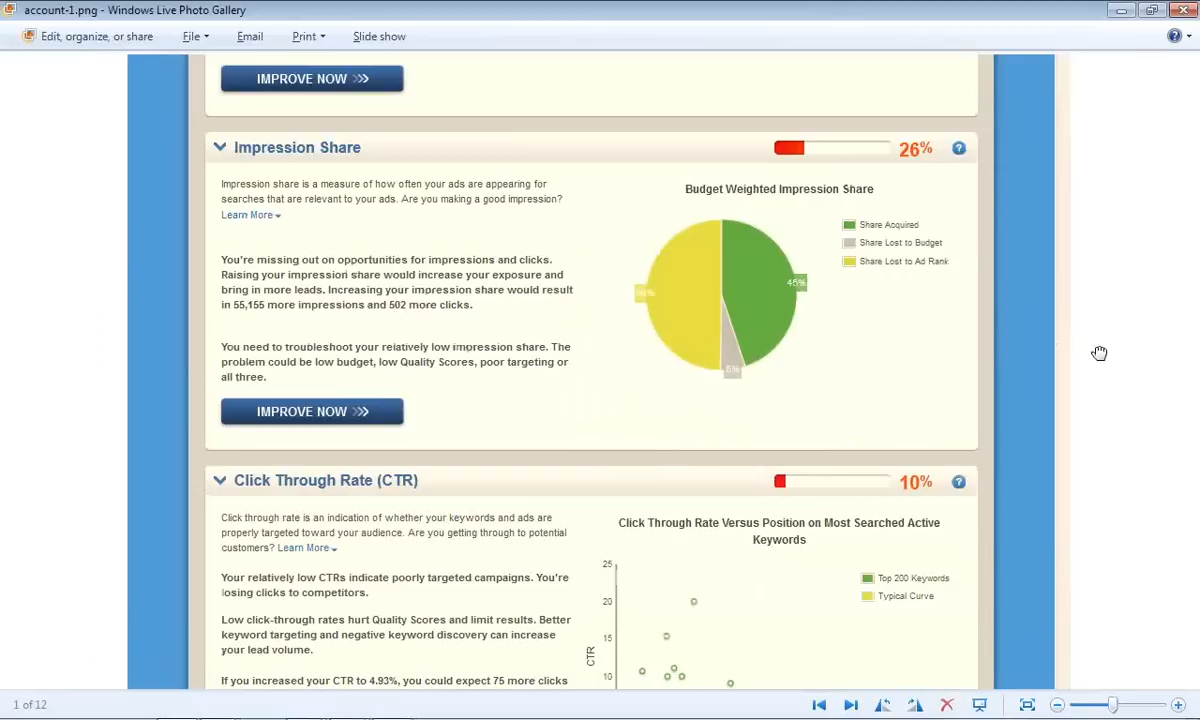 account-1.png - Windows Live Photo Gallery
Edit, organize, or share File Email Print Slide show
IMPROVE NOW >>>
Impression Share 26%
Impression share is a measure of how often your ads are appearing for
searches that are relevant to your ads. Are you making a good impression?
Learn More
You're missing out on opportunities for impressions and clicks.
Raising your impression share would increase your exposure and
bring in more leads. Increasing your impression share would result
in 55,155 more impressions and 502 more clicks.
You need to troubleshoot your relatively low impression share. The
problem could be low budget, low Quality Scores, poor targeting or
all three.
IMPROVE NOW >>>
Budget Weighted Impression Share
Share Acquired
Share Lost to Budget
Share Lost to Ad Rank
45%
Click Through Rate (CTR) 10%
Click through rate is an indication of whether your keywords and ads are
properly targeted toward your audience. Are you getting through to potential
customers? Learn More
Your relatively low CTRs indicate poorly targeted campaigns. You're
losing clicks to competitors.
Low click-through rates hurt Quality Scores and limit results. Better
keyword targeting and negative keyword discovery can increase
your lead volume.
If you increased your CTR to 4.93%, you could expect 75 more clicks
Click Through Rate Versus Position on Most Searched Active
Keywords
Top 200 Keywords
Typical Curve
25
20
15
10
CTR
1 of 12